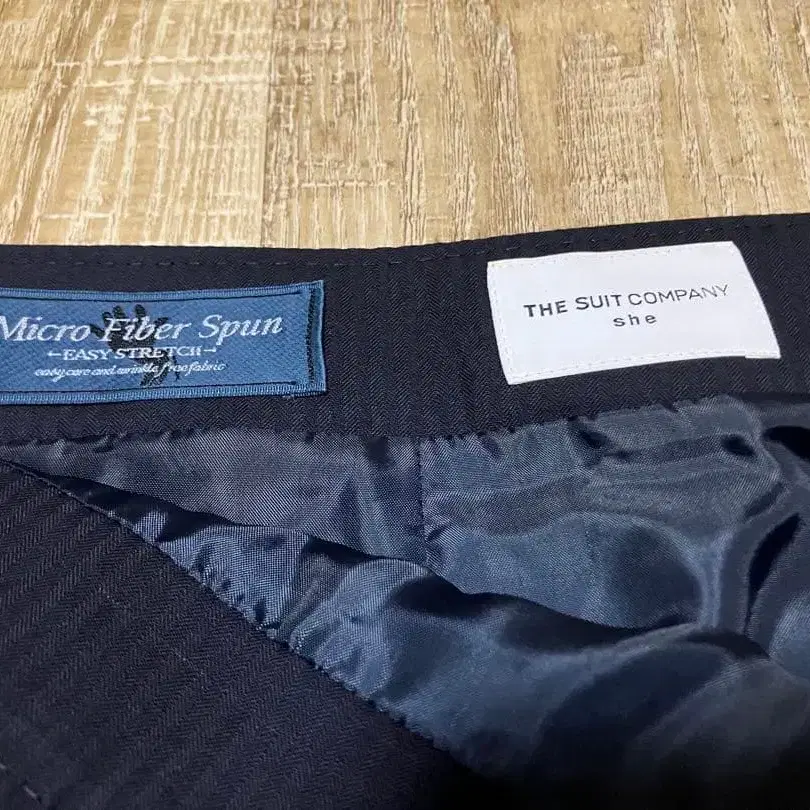 Micro Fiber Spun
←EASY STRETCH→
easy care and wrinkle free fabric
THE SUIT COMPANY
she